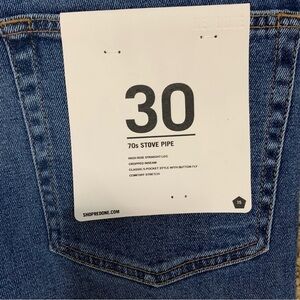 30
70s STOVE PIPE
HIGH RISE STRAIGHT LEG
CROPPED INSEAM
CLASSIC 5 POCKET STYLE WITH BUTTON FLY
COMFORT STRETCH
SHOPREDONE.COM